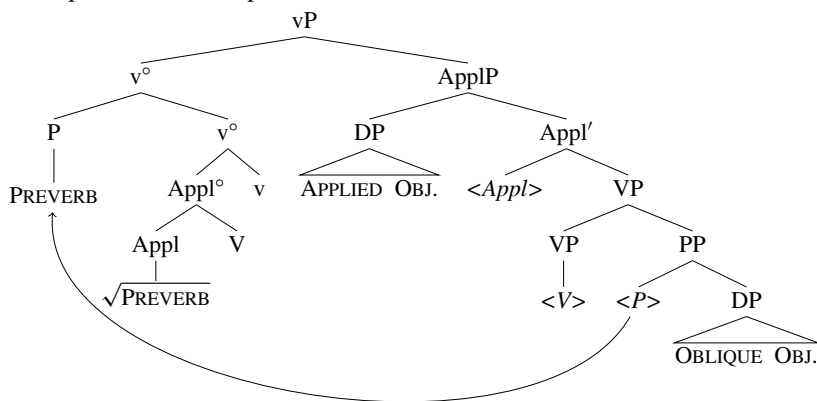 vP
v° ApplP
P v° DP Appl′
PREVERB Appl° v APPLIED OBJ. <Appl> VP
Appl V VP PP
√PREVERB <V> <P> DP
OBLIQUE OBJ.